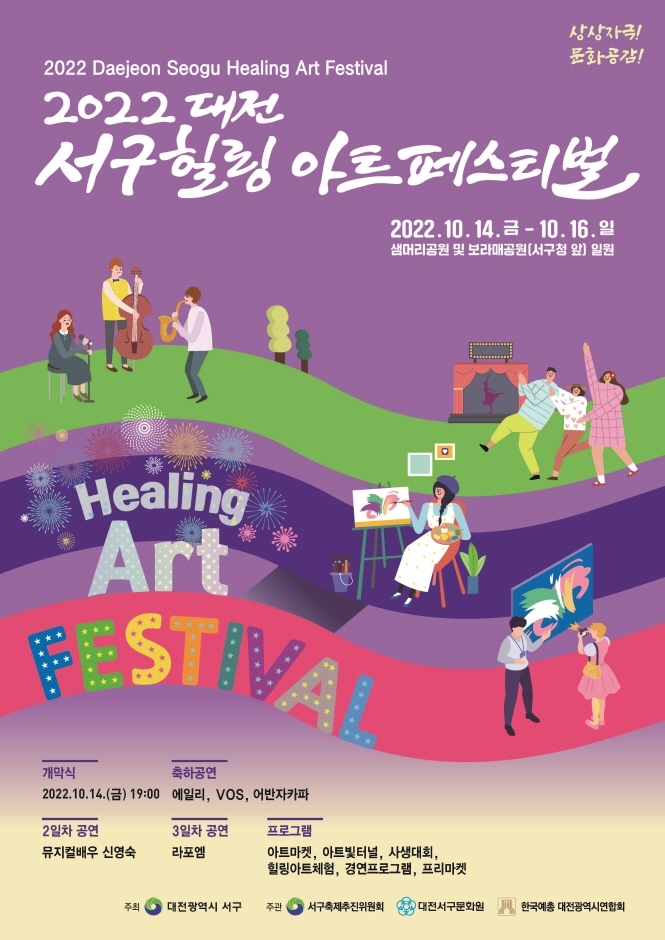 상상자극!
문화공감!
2022 Daejeon Seogu Healing Art Festival
2022 대전
서구힐링 아트페스티벌
2022.10.14.금 - 10.16.일
샘머리공원 및 보라매공원(서구청 앞) 일원
Healing
Art
FESTIVAL
개막식
2022.10.14.(금) 19:00
축하공연
에일리, VOS, 어반자카파
2일차 공연
뮤지컬배우 신영숙
3일차 공연
라포엠
프로그램
아트마켓, 아트빛터널, 사생대회,
힐링아트체험, 경연프로그램, 프리마켓
주최 대전광역시 서구 주관 서구축제추진위원회 대전서구문화원 한국예총 대전광역시연합회